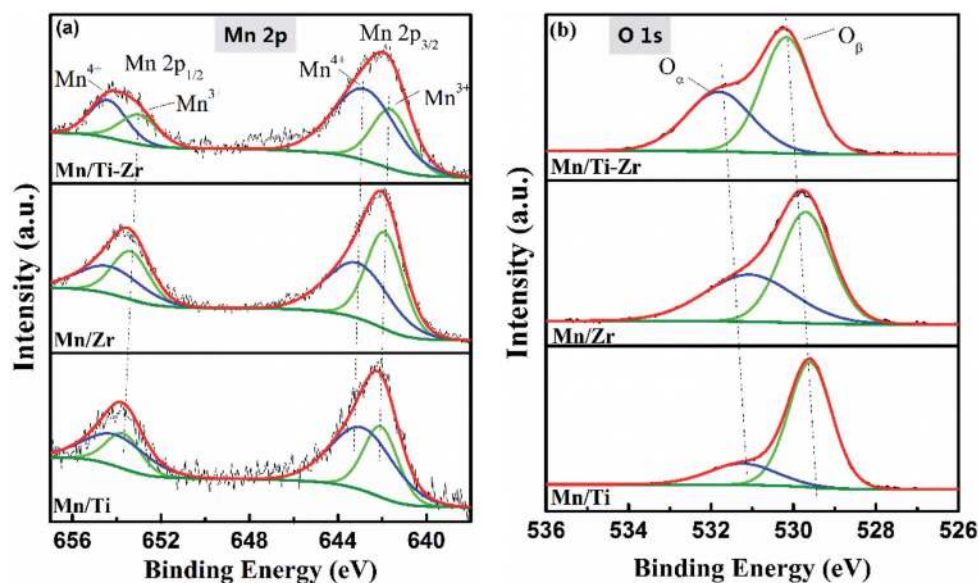 (a)
Mn 2p
Mn 2p3/2
Mn4+
Mn 2p1/2
Mn4+
Mn3
Mn3+
Mn/Ti-Zr
Mn/Zr
Mn/Ti
Intensity (a.u.)
656 652 648 644 640
Binding Energy (eV)
(b)
O 1s
Oα
Oβ
Mn/Ti-Zr
Mn/Zr
Mn/Ti
Intensity (a.u.)
536 534 532 530 528 526
Binding Energy (eV)